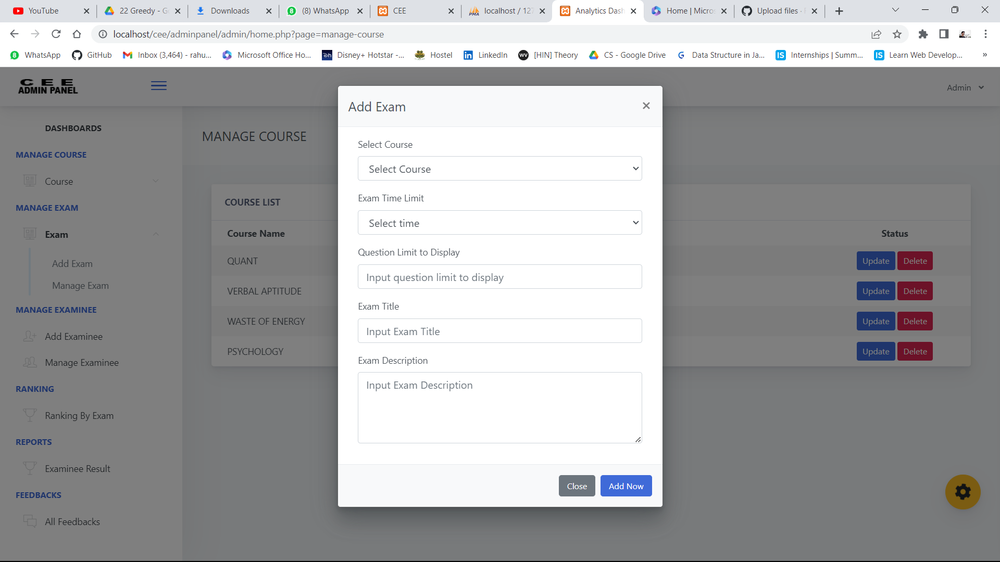 YouTube
22 Greedy - G
Downloads
(8) WhatsApp
CEE
localhost / 127
Analytics Dash
Home | Micros
Upload files ·
localhost/cee/adminpanel/admin/home.php?page=manage-course
WhatsApp
GitHub
Inbox (3,464) - rahu...
Microsoft Office Ho...
Disney+ Hotstar -...
Hostel
LinkedIn
[HIN] Theory
CS - Google Drive
Data Structure in Ja...
Internships | Summ...
Learn Web Develop...
»
CEE
ADMIN PANEL
Admin
DASHBOARDS
MANAGE COURSE
Course
MANAGE EXAM
Exam
Add Exam
Manage Exam
MANAGE EXAMINEE
Add Examinee
Manage Examinee
RANKING
Ranking By Exam
REPORTS
Examinee Result
FEEDBACKS
All Feedbacks
MANAGE COURSE
COURSE LIST
Course Name
Status
QUANT
Update Delete
VERBAL APTITUDE
Update Delete
WASTE OF ENERGY
Update Delete
PSYCHOLOGY
Update Delete
Add Exam
×
Select Course
Select Course
Exam Time Limit
Select time
Question Limit to Display
Input question limit to display
Exam Title
Input Exam Title
Exam Description
Input Exam Description
Close
Add Now